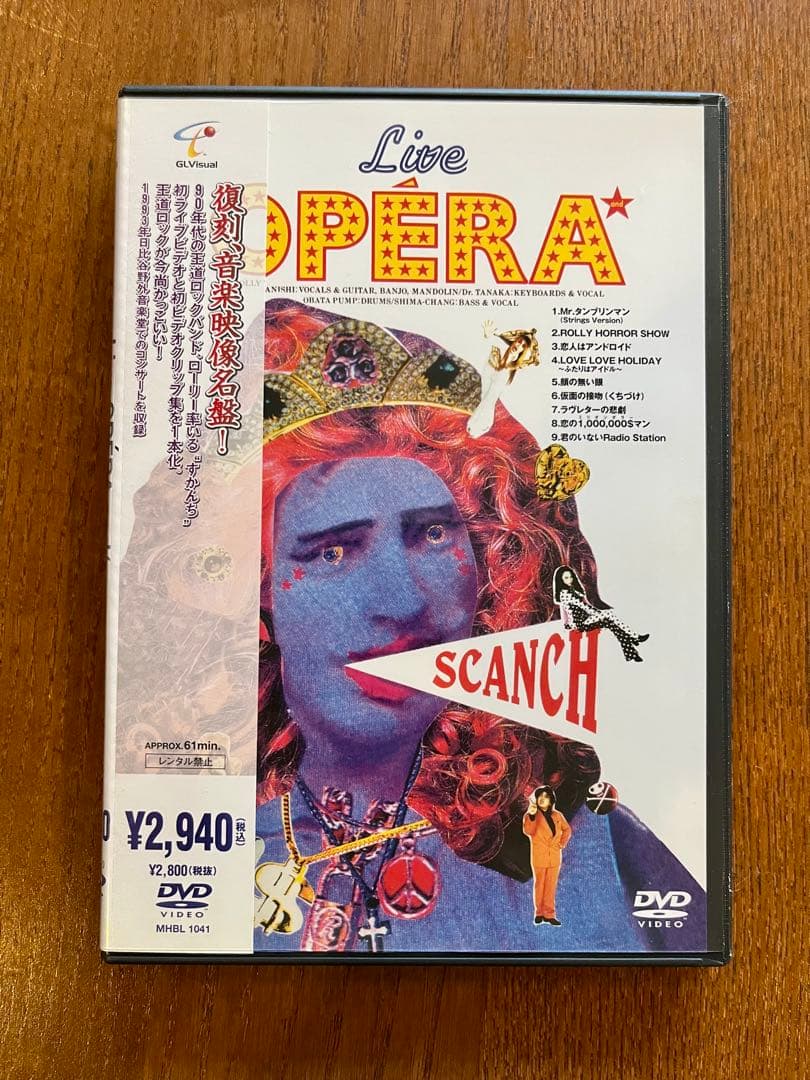 GLVisual
復刻、音楽映像名盤！
90年代の王道ロックバンド、ローリー率いる“すかんち”
初ライブビデオと初ビデオクリップ集を1本化。
王道ロックが今尚かっこいい！
1993年日比谷野外音楽堂でのコンサートを収録
APPROX.61min.
レンタル禁止
¥2,940(税込)
¥2,800(税抜)
DVD
VIDEO
MHBL 1041
Live
OPÉRA
and
ANISHI:VOCALS & GUITAR, BANJO, MANDOLIN/Dr. TANAKA:KEYBOARDS & VOCAL
OBATA PUMP:DRUMS/SHIMA-CHANG:BASS & VOCAL
1.Mr.タンブリンマン
(Strings Version)
2.ROLLY HORROR SHOW
3.恋人はアンドロイド
4.LOVE LOVE HOLIDAY
〜ふたりはアイドル〜
5.顔の無い眼
6.仮面の接吻(くちづけ)
7.ラヴレターの悲劇
8.恋の1,000,000$マン
9.君のいないRadio Station
SCANCH
DVD
VIDEO